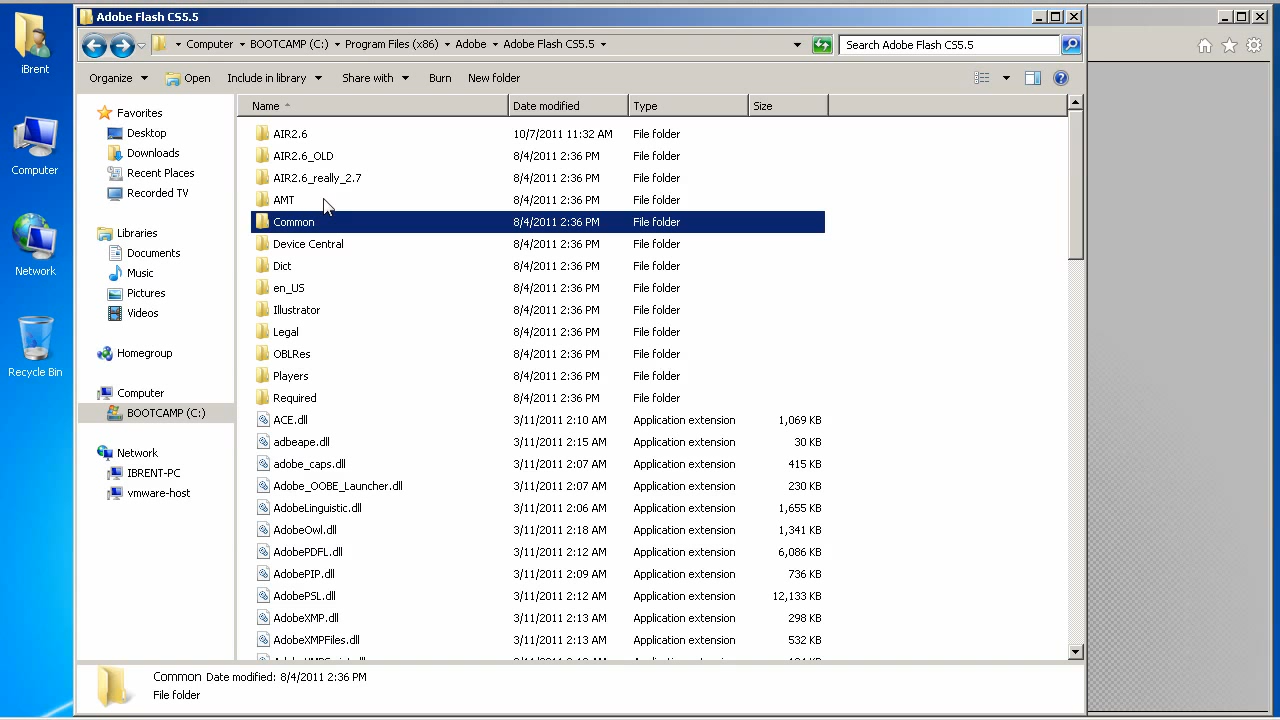 Adobe Flash CS5.5
Computer BOOTCAMP (C:) Program Files (x86) Adobe Adobe Flash CS5.5 Search Adobe Flash CS5.5
Organize Open Include in library Share with Burn New folder
iBrent
Computer
Network
Recycle Bin
Favorites
Desktop
Downloads
Recent Places
Recorded TV
Libraries
Documents
Music
Pictures
Videos
Homegroup
Computer
BOOTCAMP (C:)
Network
IBRENT-PC
vmware-host
Name Date modified Type Size
AIR2.6 10/7/2011 11:32 AM File folder
AIR2.6_OLD 8/4/2011 2:36 PM File folder
AIR2.6_really_2.7 8/4/2011 2:36 PM File folder
AMT 8/4/2011 2:36 PM File folder
Common 8/4/2011 2:36 PM File folder
Device Central 8/4/2011 2:36 PM File folder
Dict 8/4/2011 2:36 PM File folder
en_US 8/4/2011 2:36 PM File folder
Illustrator 8/4/2011 2:36 PM File folder
Legal 8/4/2011 2:36 PM File folder
OBLRes 8/4/2011 2:36 PM File folder
Players 8/4/2011 2:36 PM File folder
Required 8/4/2011 2:36 PM File folder
ACE.dll 3/11/2011 2:10 AM Application extension 1,069 KB
adbeape.dll 3/11/2011 2:15 AM Application extension 30 KB
adobe_caps.dll 3/11/2011 2:07 AM Application extension 415 KB
Adobe_OOBE_Launcher.dll 3/11/2011 2:07 AM Application extension 230 KB
AdobeLinguistic.dll 3/11/2011 2:06 AM Application extension 1,655 KB
AdobeOwl.dll 3/11/2011 2:18 AM Application extension 1,341 KB
AdobePDFL.dll 3/11/2011 2:12 AM Application extension 6,086 KB
AdobePIP.dll 3/11/2011 2:09 AM Application extension 736 KB
AdobePSL.dll 3/11/2011 2:12 AM Application extension 12,133 KB
AdobeXMP.dll 3/11/2011 2:13 AM Application extension 298 KB
AdobeXMPFiles.dll 3/11/2011 2:13 AM Application extension 532 KB
Common Date modified: 8/4/2011 2:36 PM
File folder